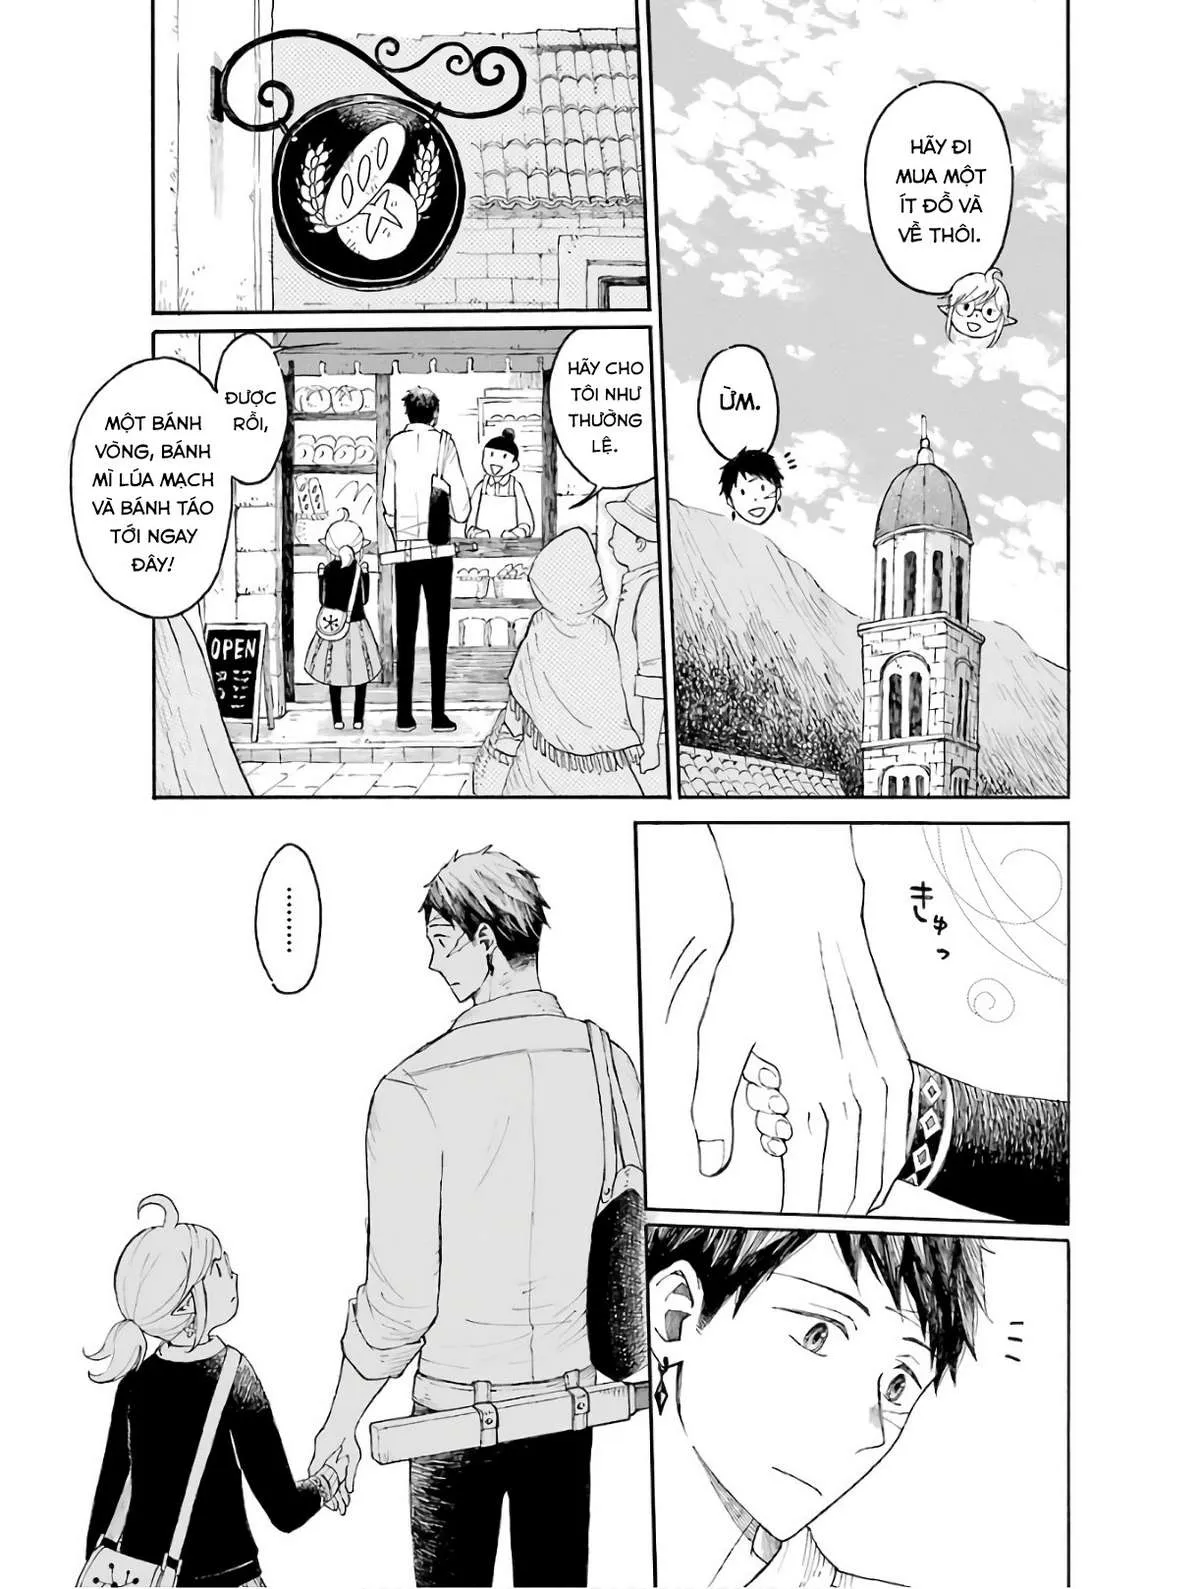 HÃY ĐI
MUA MỘT
ÍT ĐỒ VÀ
VỀ THÔI.
ỪM.
HÃY CHO
TÔI NHƯ
THƯỜNG
LỆ.
ĐƯỢC
RỒI,
MỘT BÁNH
VÒNG, BÁNH
MÌ LÚA MẠCH
VÀ BÁNH TÁO
TỚI NGAY
ĐÂY!
OPEN
きゅっ
………